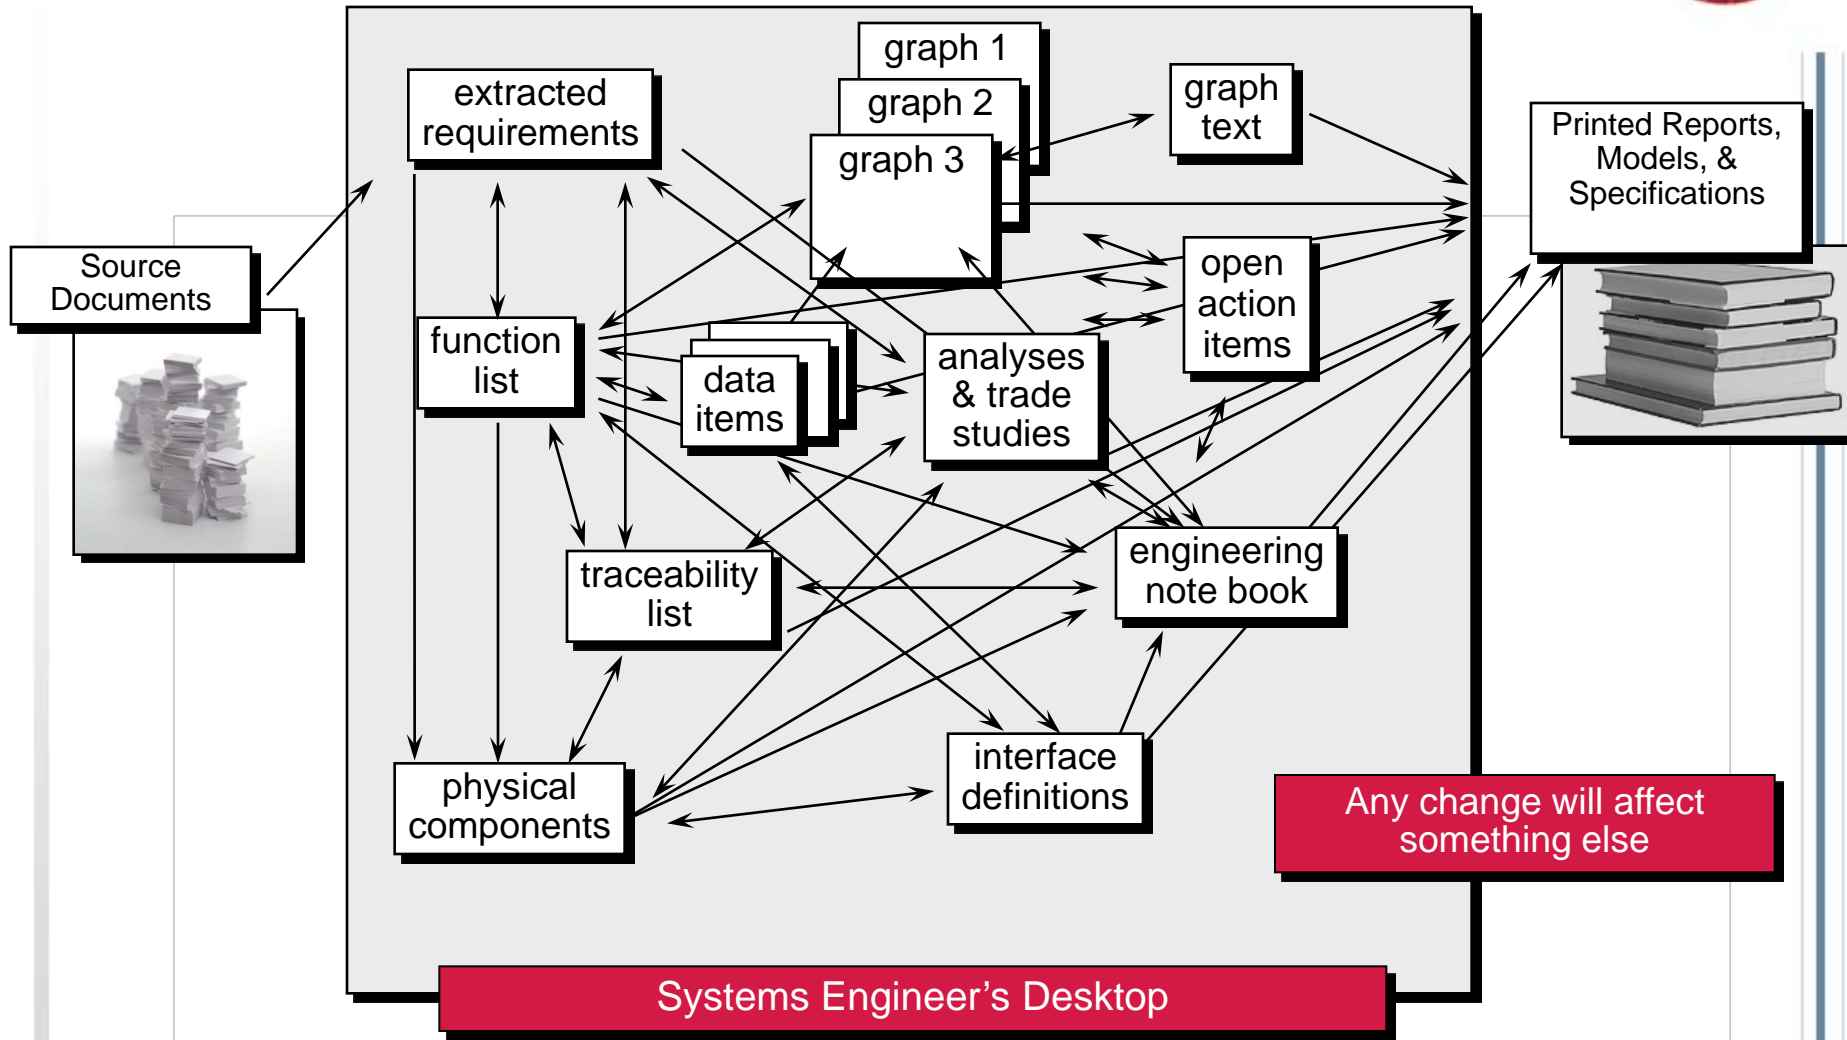 graph 1
graph 2
graph 3
extracted
requirements
graph
text
Printed Reports,
Models, &
Specifications
Source
Documents
open
action
items
function
list
data
items
analyses
& trade
studies
traceability
list
engineering
note book
interface
definitions
physical
components
Any change will affect
something else
Systems Engineer’s Desktop